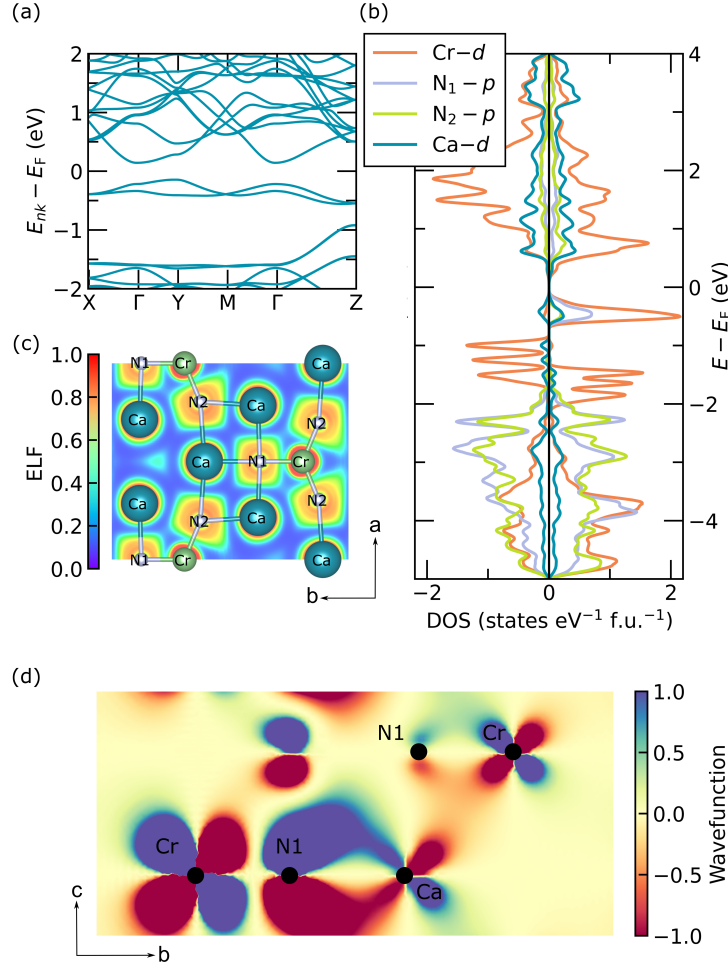 (a)
2
1
0
−1
−2
E_nk − E_F (eV)
X Γ Y M Γ Z
(b)
Cr−d
N₁ − p
N₂ − p
Ca−d
4
2
0
−2
−4
E − E_F (eV)
−2 −1 0 1 2
DOS (states eV⁻¹ f.u.⁻¹)
(c)
1.0
0.8
0.6
0.4
0.2
0.0
ELF
N1 Cr Ca
Ca N2 Ca N2
Ca N1 Cr
Ca N2 Ca N2
N1 Cr Ca
a
b
(d)
N1 Cr
Cr N1
Ca
c
b
1.0
0.5
0.0
−0.5
−1.0
Wavefunction